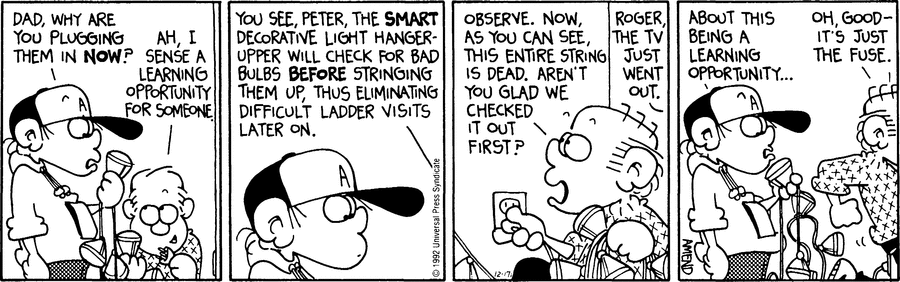 DAD, WHY ARE
YOU PLUGGING
THEM IN NOW?
AH, I
SENSE A
LEARNING
OPPORTUNITY
FOR SOMEONE.
A
YOU SEE, PETER, THE SMART
DECORATIVE LIGHT HANGER-
UPPER WILL CHECK FOR BAD
BULBS BEFORE STRINGING
THEM UP, THUS ELIMINATING
DIFFICULT LADDER VISITS
LATER ON.
A
© 1992 Universal Press Syndicate
OBSERVE. NOW,
AS YOU CAN SEE,
THIS ENTIRE STRING
IS DEAD. AREN'T
YOU GLAD WE
CHECKED
IT OUT
FIRST?
ROGER,
THE TV
JUST
WENT
OUT.
12-17
ABOUT THIS
BEING A
LEARNING
OPPORTUNITY...
OH, GOOD–
IT'S JUST
THE FUSE.
A
AMEND